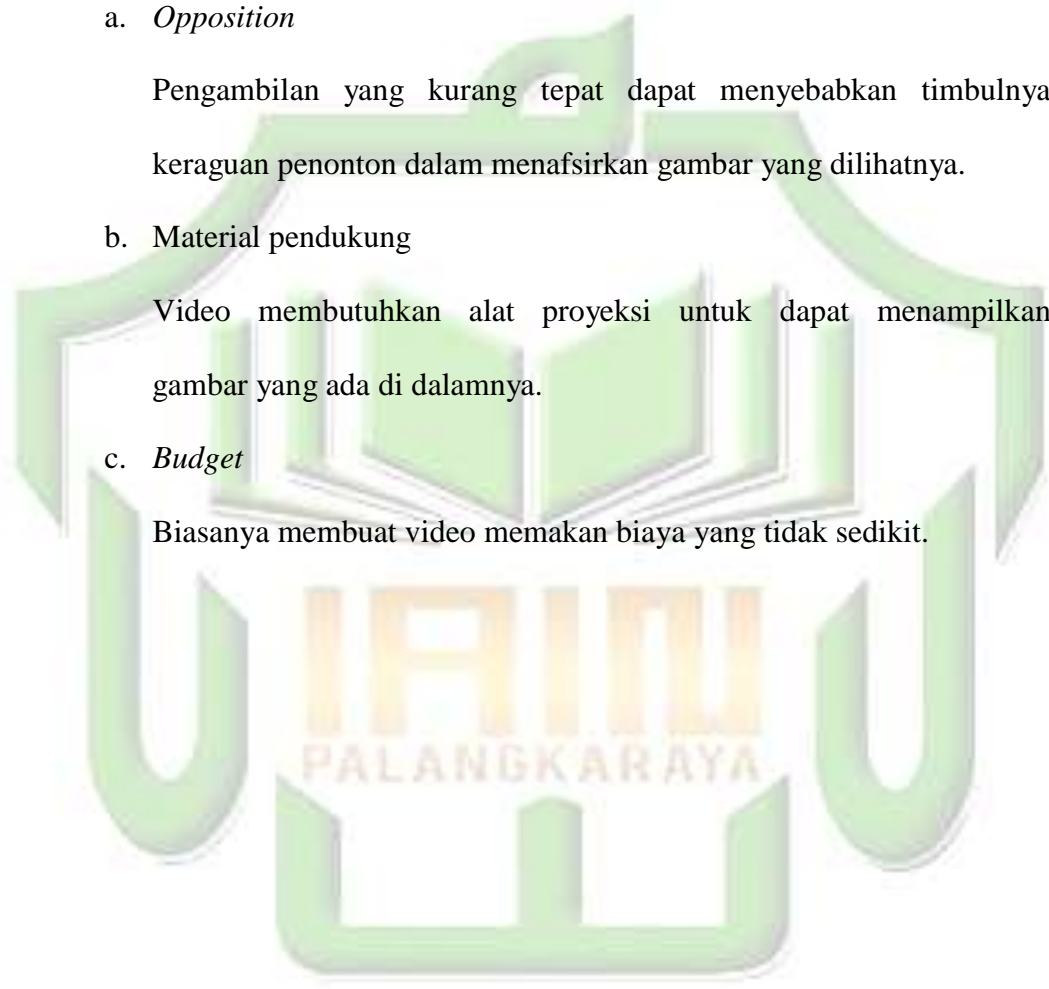 a. Opposition
Pengambilan yang kurang tepat dapat menyebabkan timbulnya
keraguan penonton dalam menafsirkan gambar yang dilihatnya.
b. Material pendukung
Video membutuhkan alat proyeksi untuk dapat menampilkan
gambar yang ada di dalamnya.
c. Budget
Biasanya membuat video memakan biaya yang tidak sedikit.
IAIN
PALANGKARAYA